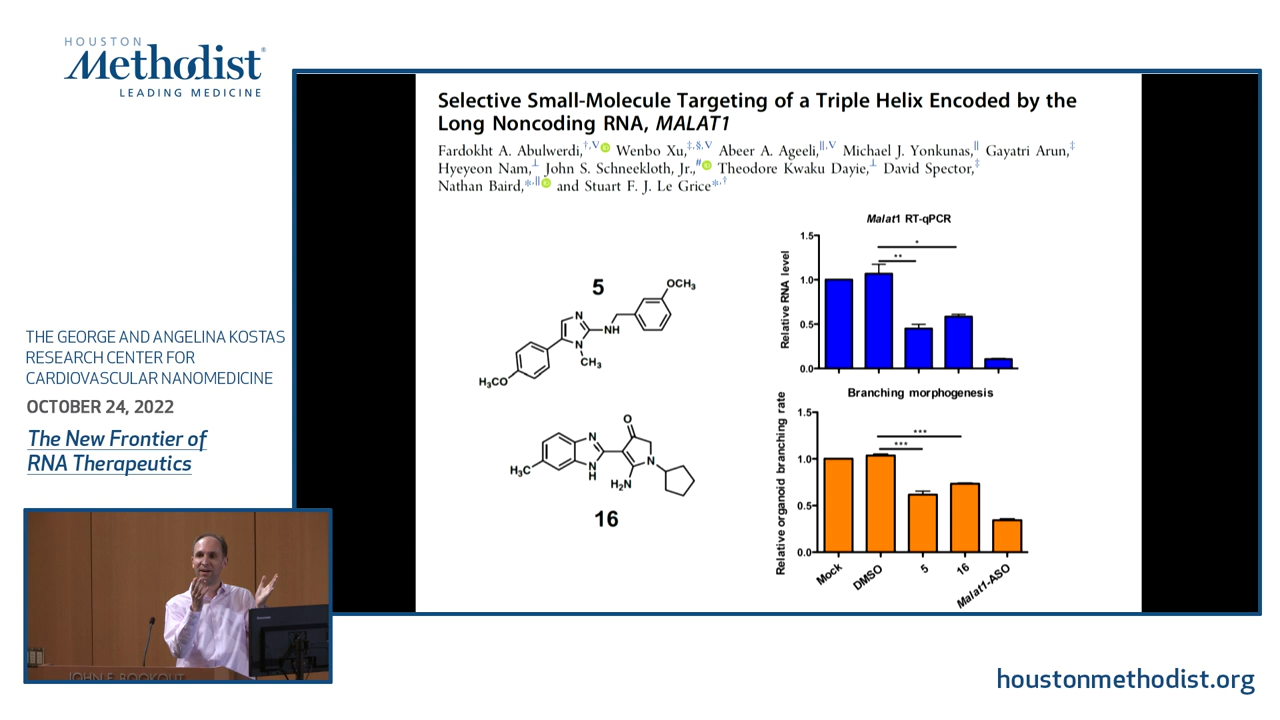 HOUSTON
Methodist®
LEADING MEDICINE
THE GEORGE AND ANGELINA KOSTAS
RESEARCH CENTER FOR
CARDIOVASCULAR NANOMEDICINE
OCTOBER 24, 2022
The New Frontier of
RNA Therapeutics
Selective Small-Molecule Targeting of a Triple Helix Encoded by the
Long Noncoding RNA, MALAT1
Fardokht A. Abulwerdi,†,∇ Wenbo Xu,‡,§,∇ Abeer A. Ageeli,∥,∇ Michael J. Yonkunas,∥ Gayatri Arun,‡
Hyeyeon Nam,⊥ John S. Schneekloth, Jr.,# Theodore Kwaku Dayie,⊥ David Spector,‡
Nathan Baird,*,∥ and Stuart F. J. Le Grice*,†
5
OCH3
N
NH
N
CH3
H3CO
O
N
N
H
N
H3C
H2N
16
Malat1 RT-qPCR
Relative RNA level
1.5
1.0
0.5
0.0
*
**
Branching morphogenesis
Relative organoid branching rate
1.5
1.0
0.5
0.0
***
***
Mock
DMSO
5
16
Malat1-ASO
JOHN F. BOOKOUT
houstonmethodist.org